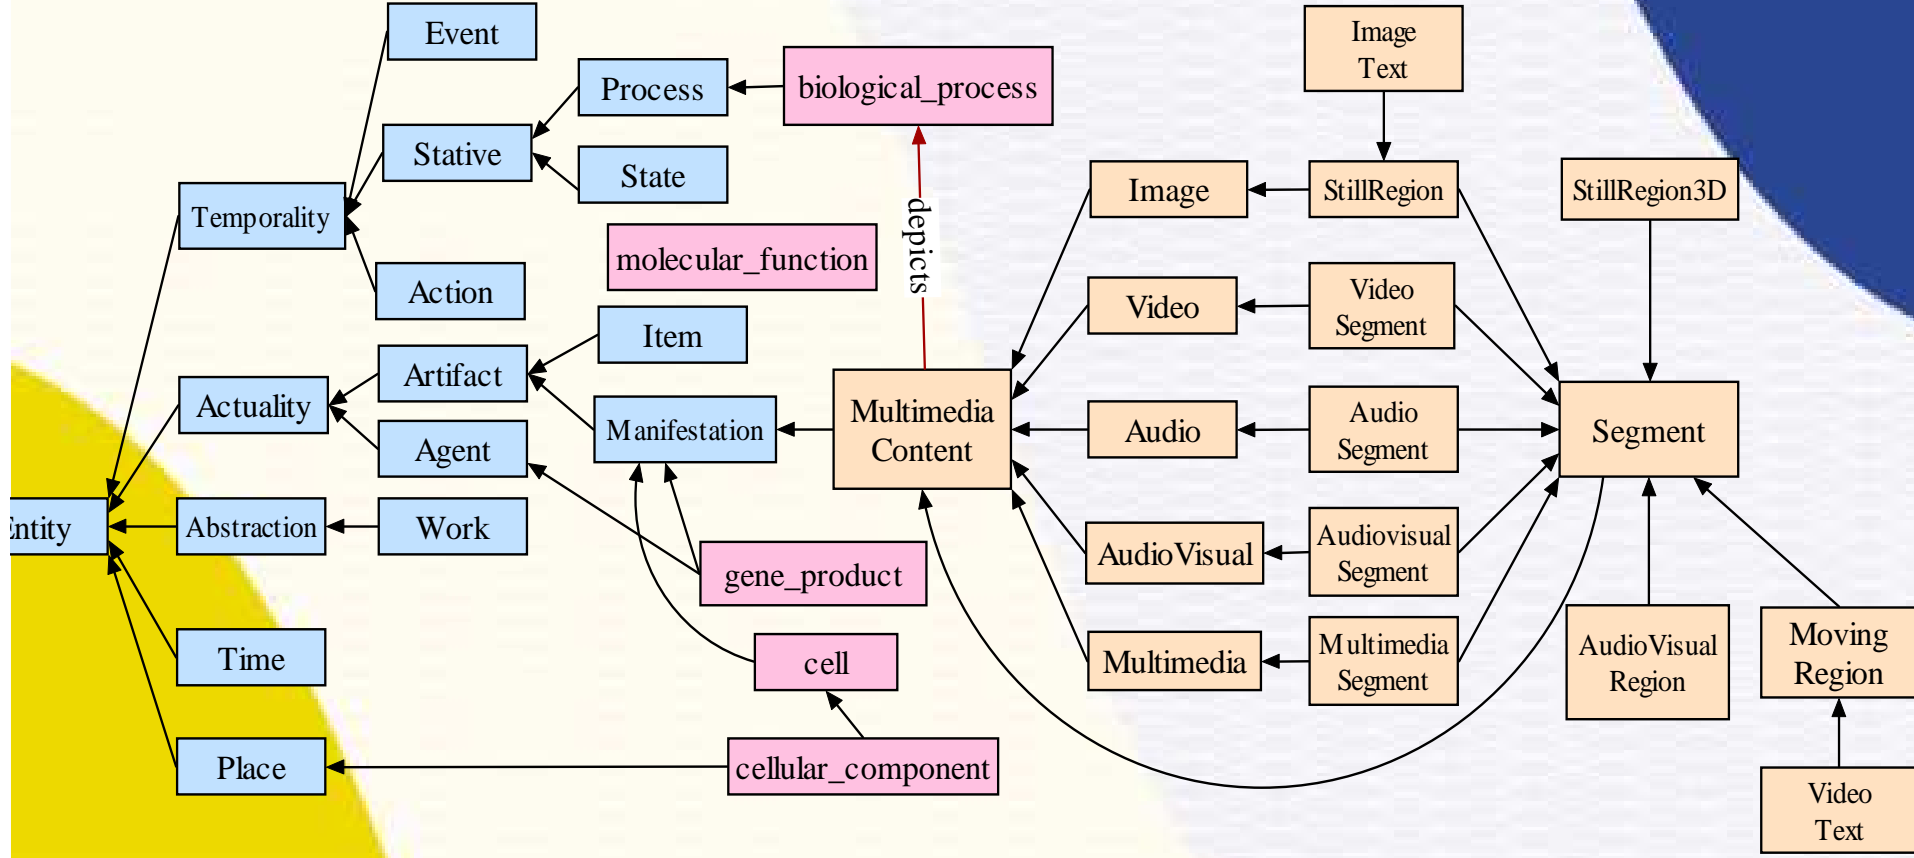 Event
Image
Text
Process
biological_process
Stative
State
Image
StillRegion
StillRegion3D
Temporality
depicts
molecular_function
Action
Video
Video
Segment
Item
Artifact
Actuality
Manifestation
Multimedia
Content
Audio
Audio
Segment
Segment
Agent
Entity
Abstraction
Work
AudioVisual
Audiovisual
Segment
gene_product
Time
cell
Multimedia
Multimedia
Segment
AudioVisual
Region
Moving
Region
Place
cellular_component
Video
Text